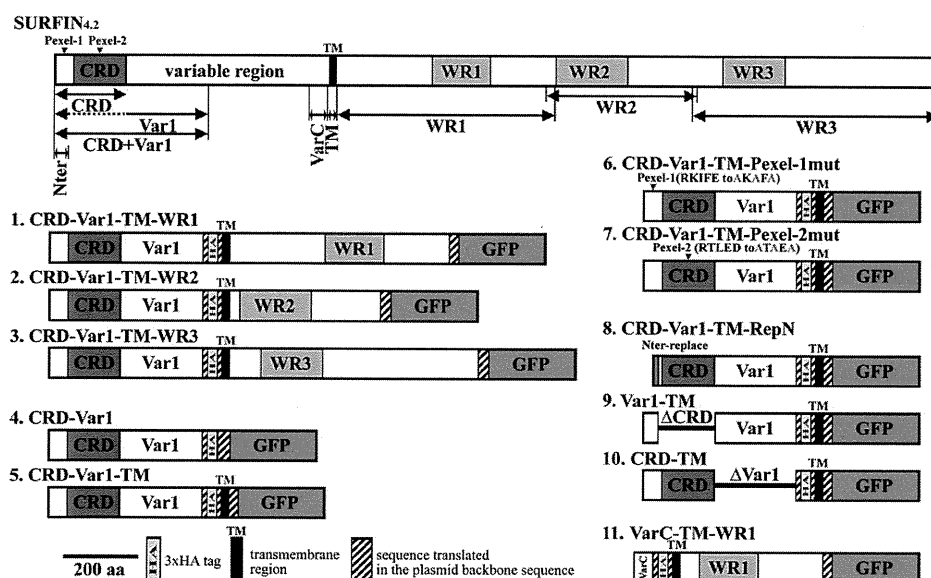 SURFIN4.2
Pexel-1 Pexel-2 TM
CRD variable region WR1 WR2 WR3
CRD
Var1
CRD+Var1
Nter
VarC
TM
WR1
WR2
WR3
1. CRD-Var1-TM-WR1
TM
CRD Var1 HA WR1 GFP
2. CRD-Var1-TM-WR2
TM
CRD Var1 HA WR2 GFP
3. CRD-Var1-TM-WR3
TM
CRD Var1 HA WR3 GFP
4. CRD-Var1
CRD Var1 HA GFP
5. CRD-Var1-TM
TM
CRD Var1 HA GFP
6. CRD-Var1-TM-Pexel-1mut
Pexel-1(RKIFE toAKAFA) TM
CRD Var1 HA GFP
7. CRD-Var1-TM-Pexel-2mut
Pexel-2 (RTLED toATAEA) TM
CRD Var1 HA GFP
8. CRD-Var1-TM-RepN
Nter-replace TM
CRD Var1 HA GFP
9. Var1-TM
ΔCRD TM
Var1 HA GFP
10. CRD-TM
ΔVar1 TM
CRD HA GFP
11. VarC-TM-WR1
TM
VarC HA WR1 GFP
200 aa
HA 3xHA tag
TM transmembrane region
sequence translated
in the plasmid backbone sequence